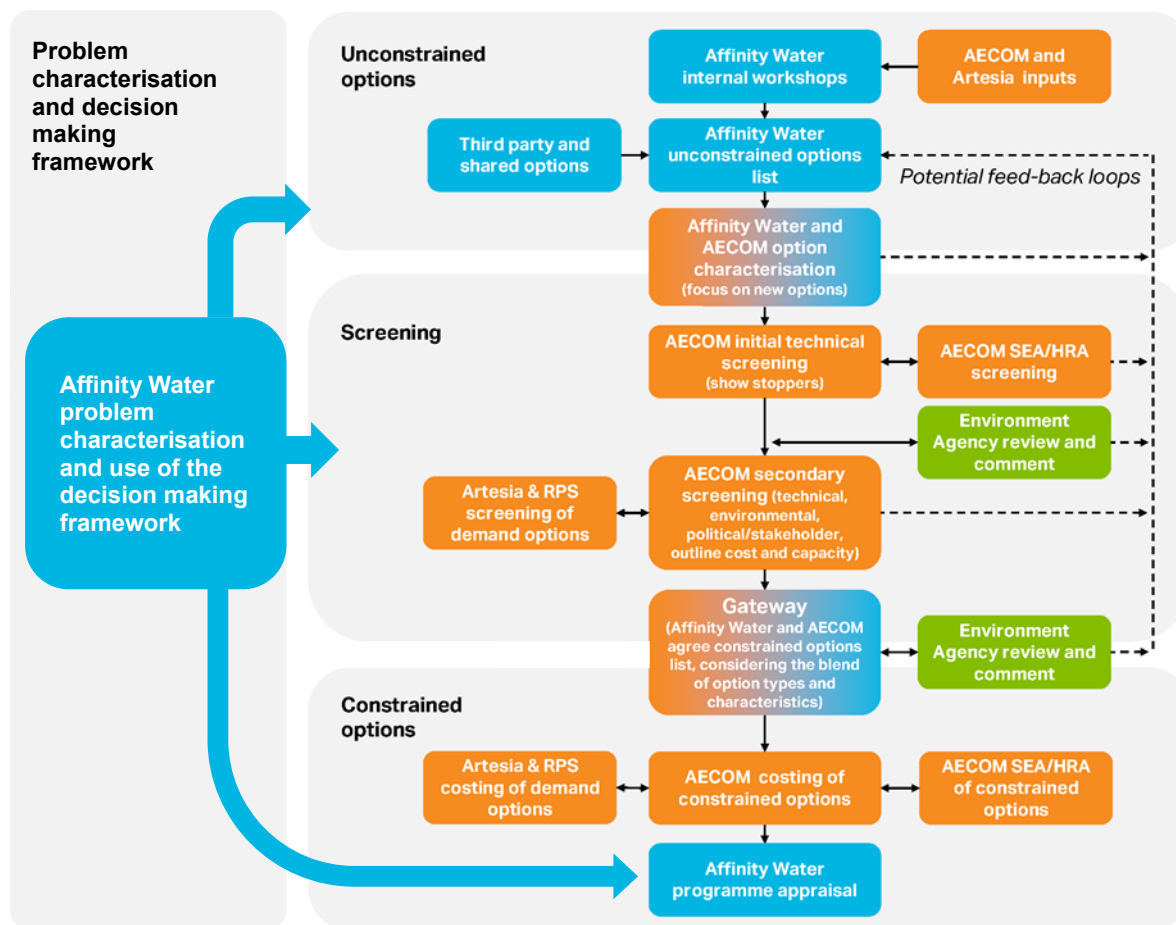 Problem
characterisation
and decision
making
framework
Affinity Water
problem
characterisation
and use of the
decision making
framework
Unconstrained
options
Affinity Water
internal workshops
AECOM and
Artesia inputs
Third party and
shared options
Affinity Water
unconstrained options
list
Potential feed-back loops
Affinity Water and
AECOM option
characterisation
(focus on new options)
Screening
AECOM initial technical
screening
(show stoppers)
AECOM SEA/HRA
screening
Environment
Agency review and
comment
Artesia & RPS
screening of
demand options
AECOM secondary
screening (technical,
environmental,
political/stakeholder,
outline cost and capacity)
Gateway
(Affinity Water and AECOM
agree constrained options
list, considering the blend
of option types and
characteristics)
Environment
Agency review and
comment
Constrained
options
Artesia & RPS
costing of demand
options
AECOM costing of
constrained options
AECOM SEA/HRA
of constrained
options
Affinity Water
programme appraisal